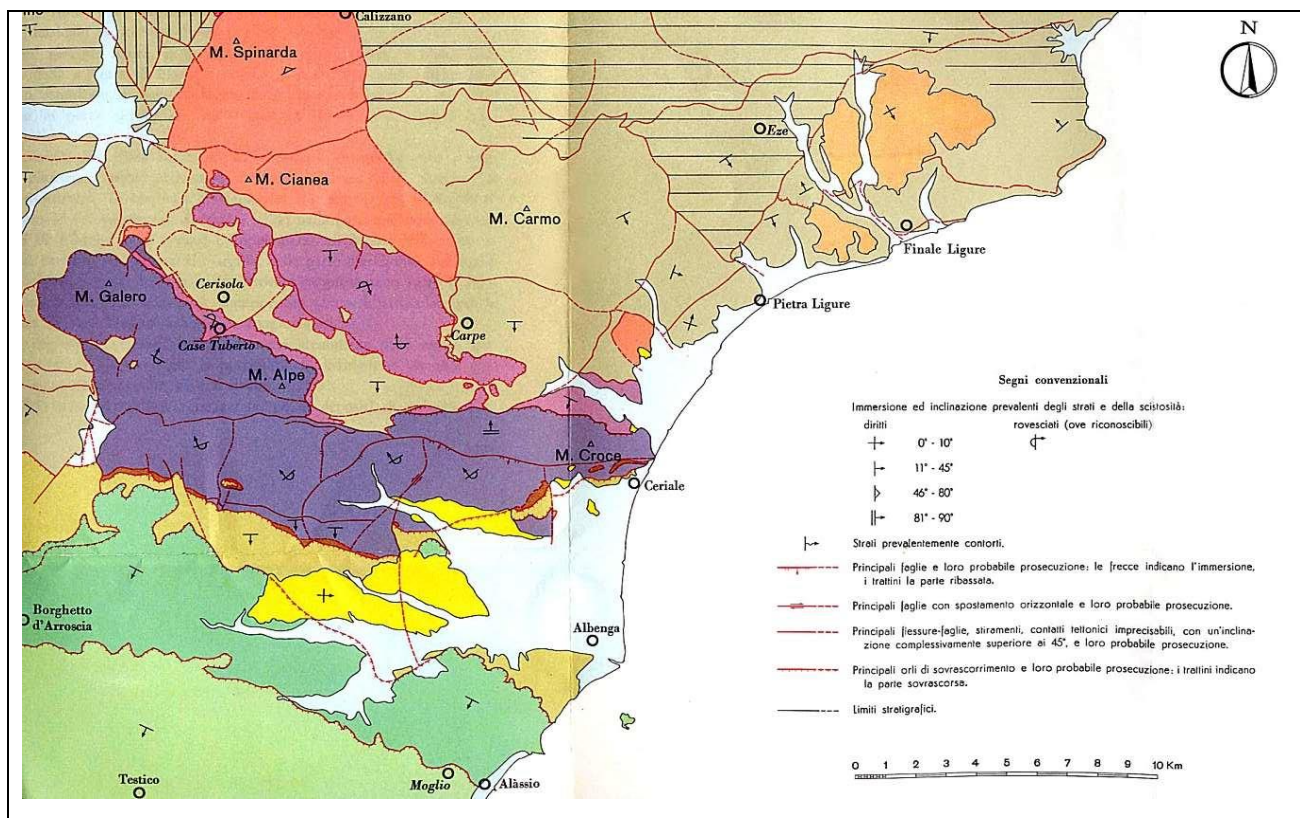 Calizzano
N
M. Spinarda
Eze
M. Cianea
M. Carmo
Finale Ligure
Cerisola
M. Galero
Pietra Ligure
Case Tuberto
Carpe
M. Alpe
M. Croce
Ceriale
Borghetto
d'Arroscia
Albenga
Testico
Moglio
Alàssio
Segni convenzionali
Immersione ed inclinazione prevalenti degli strati e della scistosità:
diritti rovesciati (ove riconoscibili)
0° - 10°
11° - 45°
46° - 80°
81° - 90°
Strati prevalentemente contorti.
Principali faglie e loro probabile prosecuzione: le frecce indicano l'immersione,
i trattini la parte ribassata.
Principali faglie con spostamento orizzontale e loro probabile prosecuzione.
Principali flessure-faglie, stiramenti, contatti tettonici imprecisabili, con un'inclina-
zione complessivamente superiore ai 45°, e loro probabile prosecuzione.
Principali orli di sovrascorrimento e loro probabile prosecuzione: i trattini indicano
la parte sovrascorsa.
Limiti stratigrafici.
0 1 2 3 4 5 6 7 8 9 10 Km